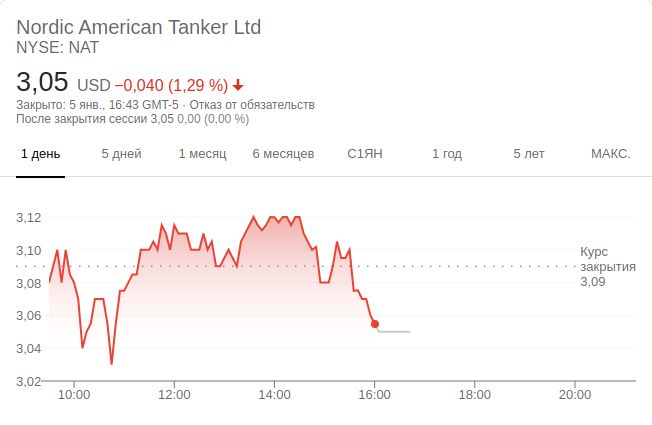 Nordic American Tanker Ltd
NYSE: NAT
3,05 USD −0,040 (1,29 %)
Закрыто: 5 янв., 16:43 GMT-5 · Отказ от обязательств
После закрытия сессии 3,05 0,00 (0,00 %)
1 день 5 дней 1 месяц 6 месяцев С1ЯН 1 год 5 лет МАКС.
3,12
3,10
3,08
3,06
3,04
3,02
Курс
закрытия
3,09
10:00 12:00 14:00 16:00 18:00 20:00